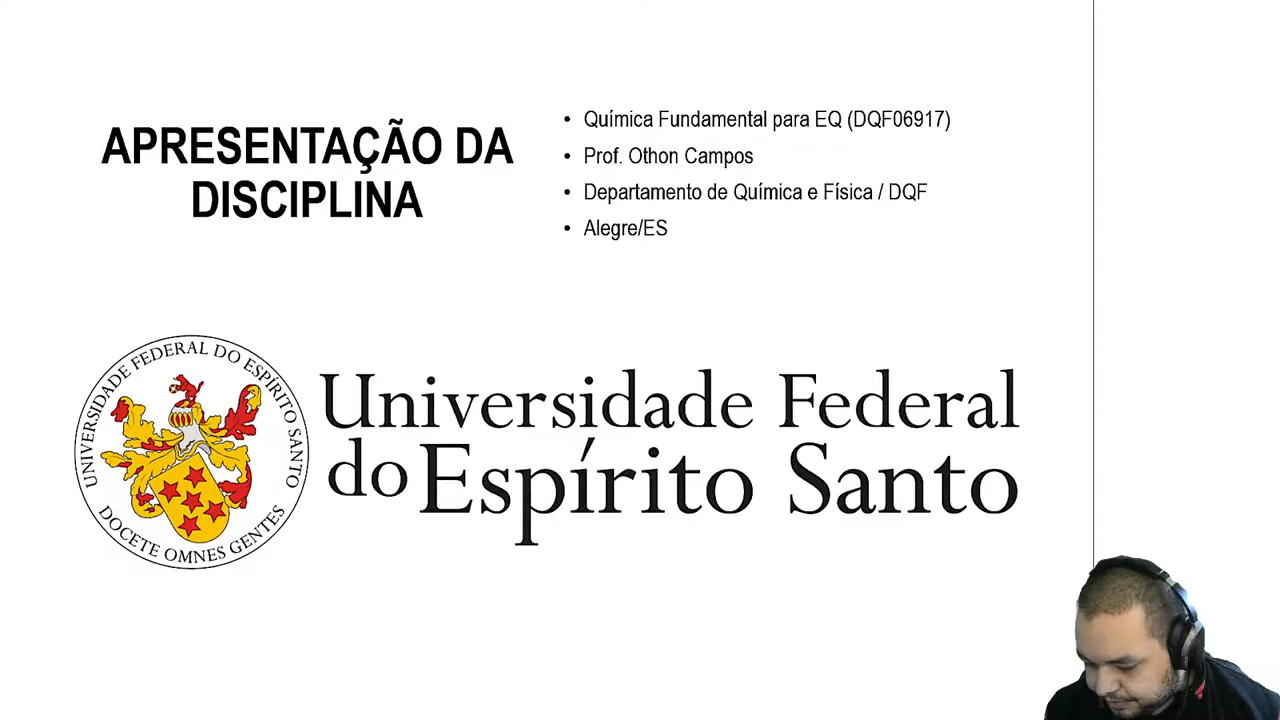 APRESENTAÇÃO DA
DISCIPLINA
• Química Fundamental para EQ (DQF06917)
• Prof. Othon Campos
• Departamento de Química e Física / DQF
• Alegre/ES
UNIVERSIDADE FEDERAL DO ESPÍRITO SANTO
DOCETE OMNES GENTES
Universidade Federal
do Espírito Santo